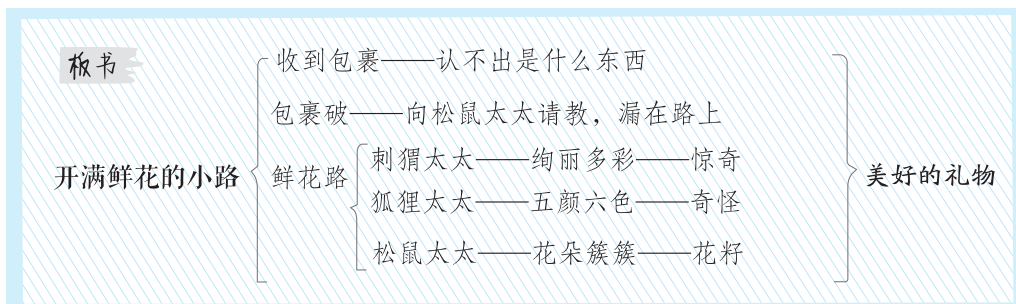 板书
收到包裹——认不出是什么东西
包裹破——向松鼠太太请教，漏在路上
开满鲜花的小路
鲜花路
刺猬太太——绚丽多彩——惊奇
狐狸太太——五颜六色——奇怪
松鼠太太——花朵簇簇——花籽
美好的礼物